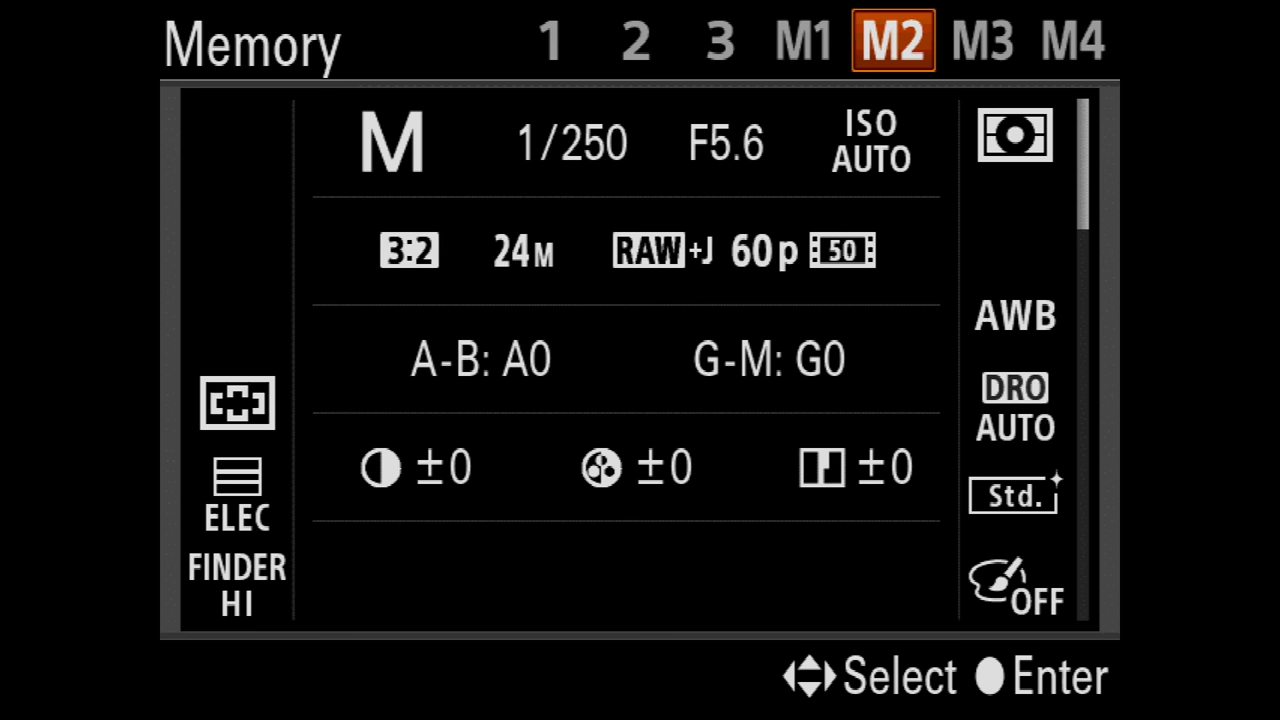 Memory 1 2 3 M1 M2 M3 M4
M 1/250 F5.6 ISO AUTO
3:2 24M RAW+J 60p 50
AWB
A-B: A0 G-M: G0
DRO
AUTO
±0 ±0 ±0
Std.
ELEC
FINDER
HI
OFF
Select Enter